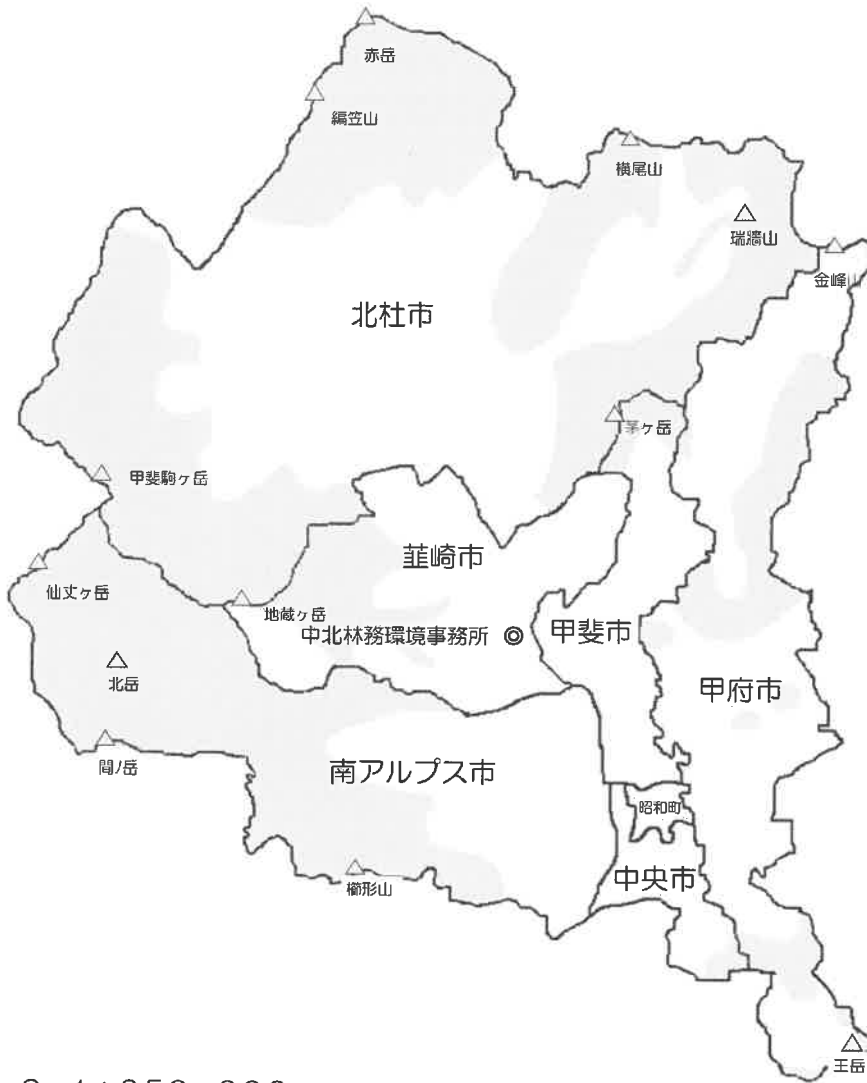 赤岳
編笠山
横尾山
瑞牆山
金峰山
北杜市
茅ヶ岳
甲斐駒ヶ岳
韮崎市
仙丈ヶ岳
地蔵ヶ岳
中北林務環境事務所
甲斐市
北岳
甲府市
間ノ岳
南アルプス市
昭和町
櫛形山
中央市
王岳